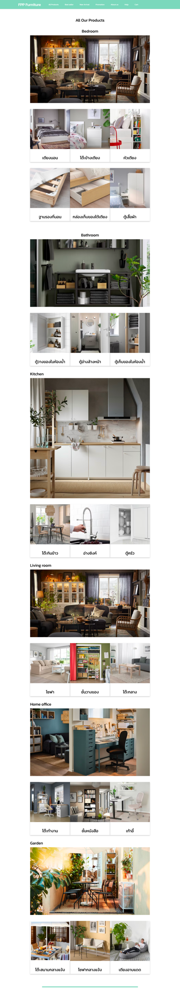 FPP Furniture
All Products
Best seller
New Arrival
Promotion
About us
Help
Cart
All Our Products
Bedroom
เตียงนอน
โต๊ะข้างเตียง
หัวเตียง
ฐานรองที่นอน
กล่องเก็บของใต้เตียง
ตู้เสื้อผ้า
Bathroom
ตู้วางของในห้องน้ำ
ตู้อ่างล้างหน้า
ตู้เก็บของในห้องน้ำ
Kitchen
โต๊ะกินข้าว
อ่างซิงค์
ตู้ครัว
Living room
โซฟา
ชั้นวางของ
โต๊ะกลาง
Home office
โต๊ะทำงาน
ชั้นหนังสือ
เก้าอี้
Garden
โต๊ะสนามกลางแจ้ง
โซฟากลางแจ้ง
เตียงอาบแดด